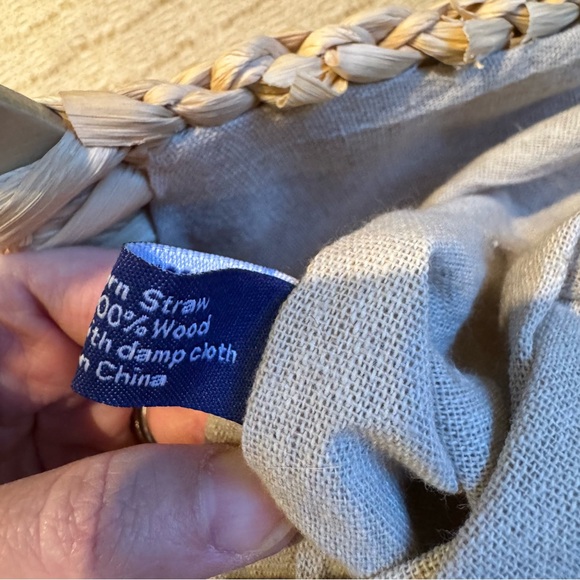 rn Straw
00% Wood
th damp cloth
n China